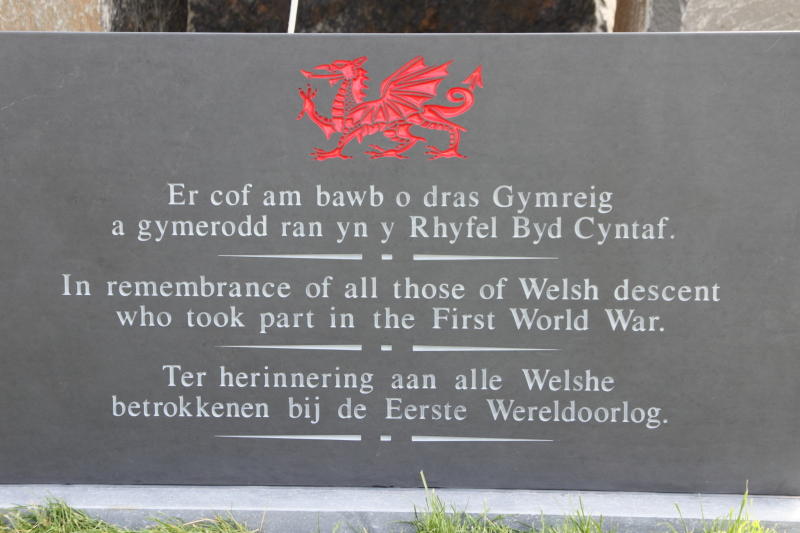 Er cof am bawb o dras Gymreig
a gymerodd ran yn y Rhyfel Byd Cyntaf.
In remembrance of all those of Welsh descent
who took part in the First World War.
Ter herinnering aan alle Welshe
betrokkenen bij de Eerste Wereldoorlog.